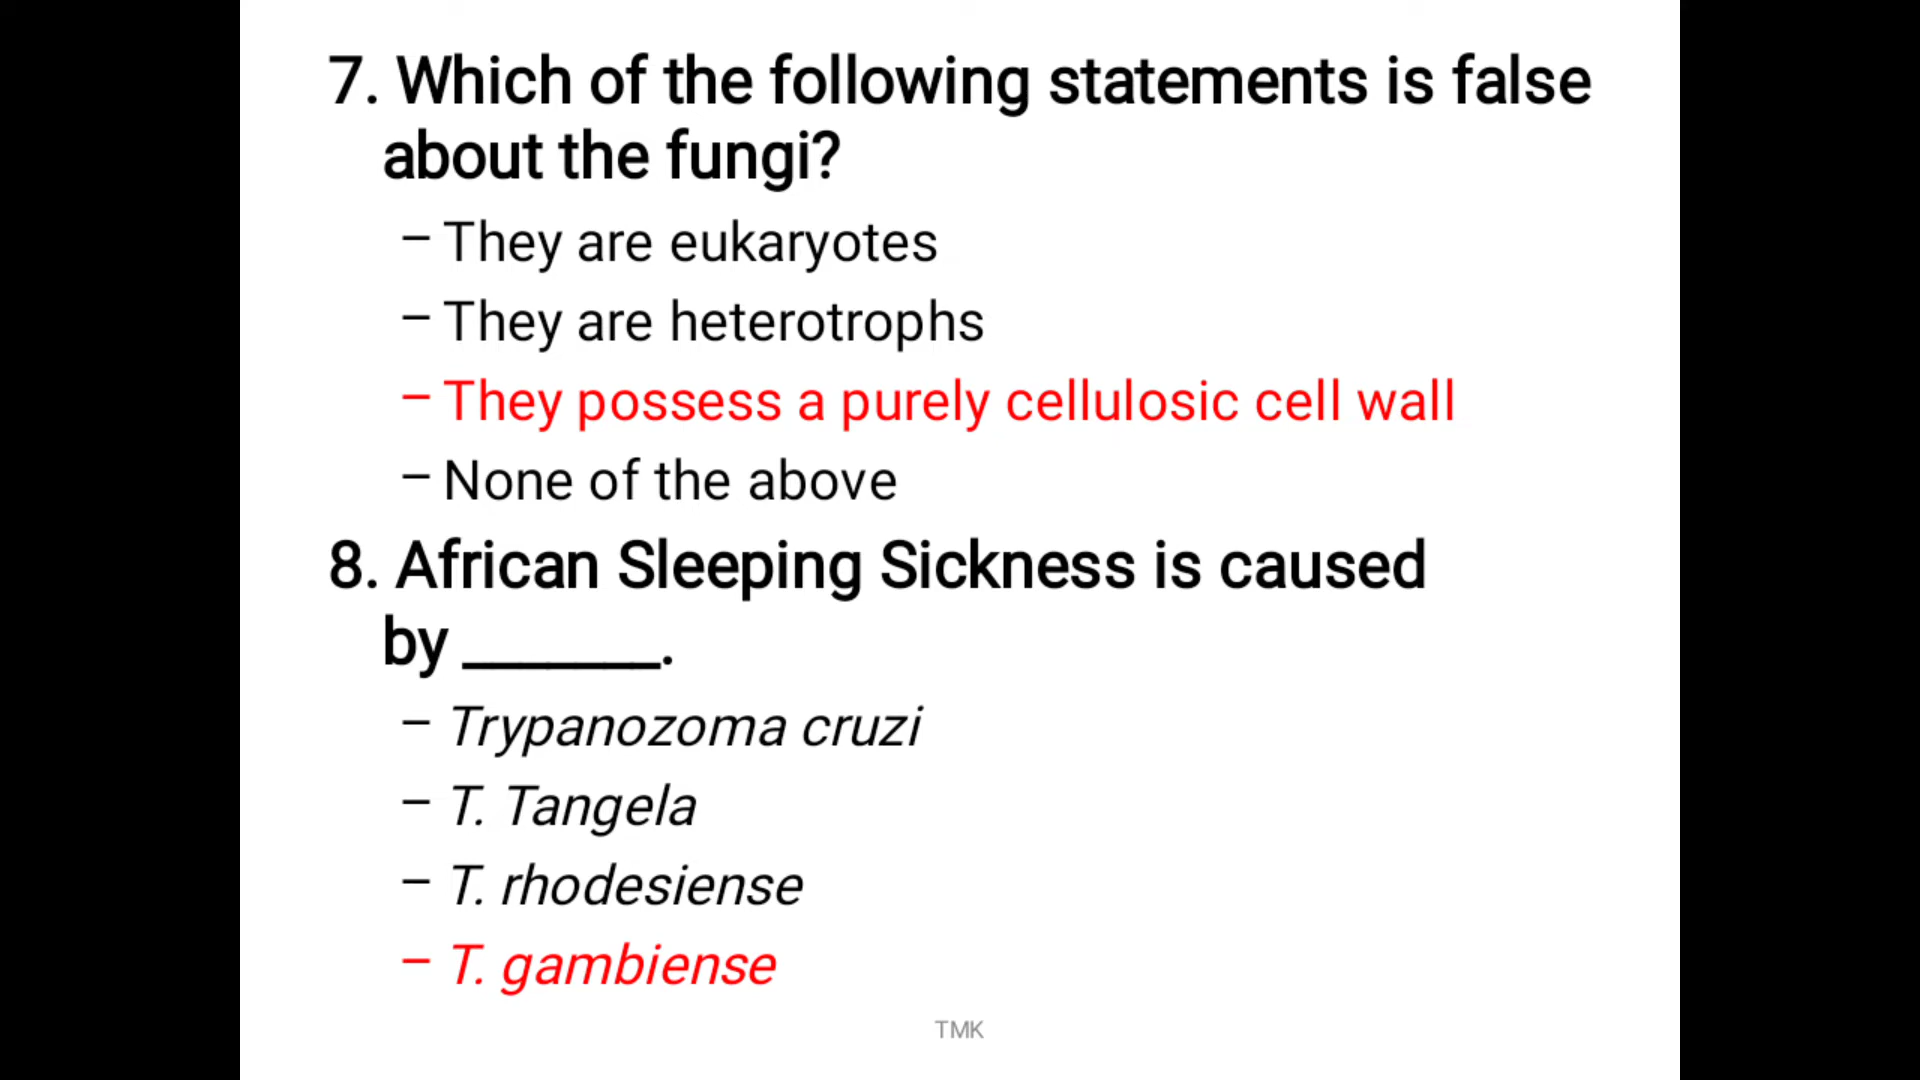 7. Which of the following statements is false
about the fungi?
– They are eukaryotes
– They are heterotrophs
– They possess a purely cellulosic cell wall
– None of the above
8. African Sleeping Sickness is caused
by _______.
– Trypanozoma cruzi
– T. Tangela
– T. rhodesiense
– T. gambiense
TMK